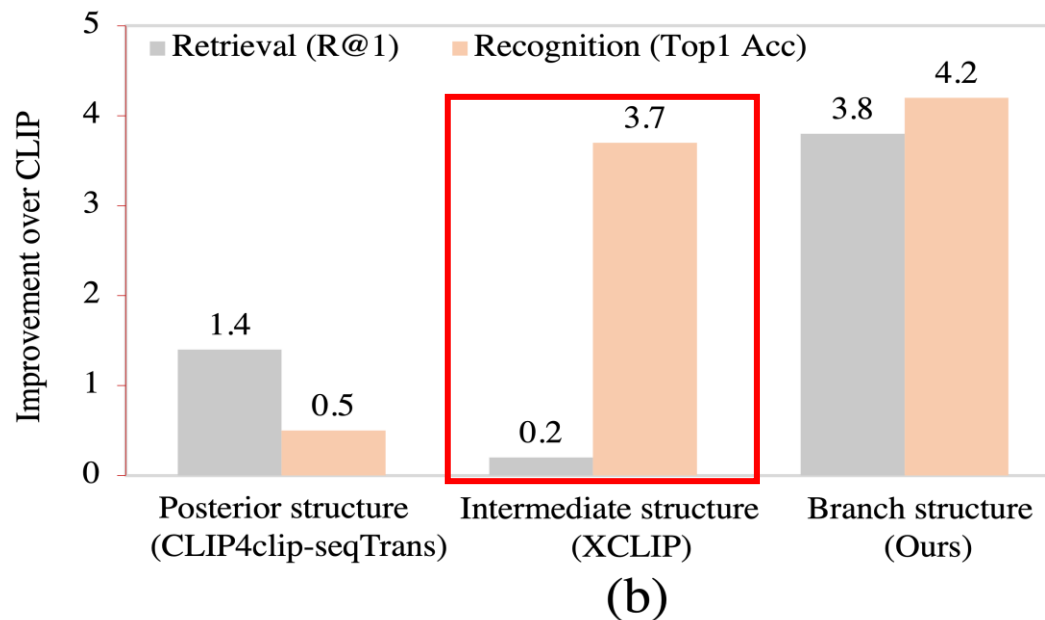 5
Retrieval (R@1) Recognition (Top1 Acc)
4.2
4
3.8
3.7
Improvement over CLIP
3
2
1.4
1
0.5
0.2
0
Posterior structure Intermediate structure Branch structure
(CLIP4clip-seqTrans) (XCLIP) (Ours)
(b)